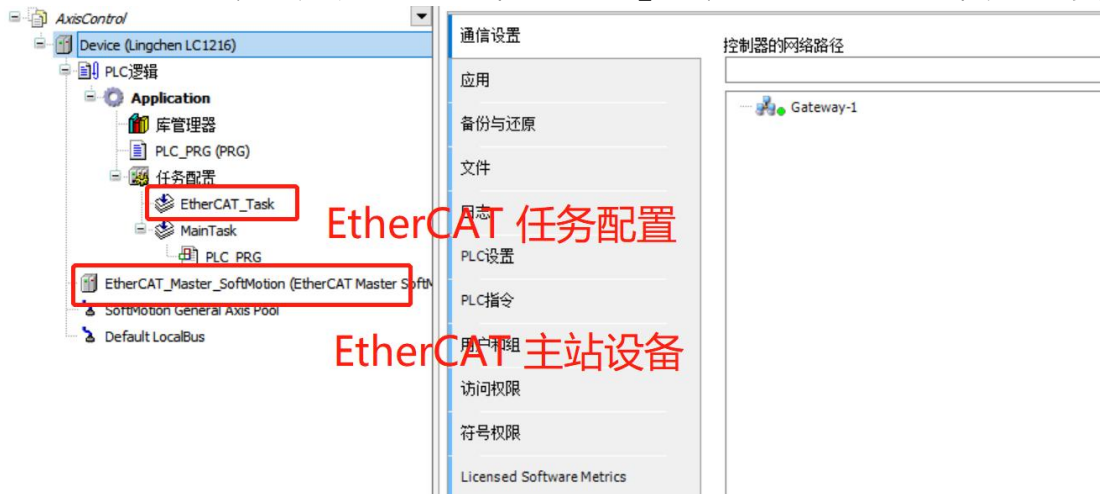 AxisControl
Device (Lingchen LC1216)
PLC逻辑
Application
库管理器
PLC_PRG (PRG)
任务配置
EtherCAT_Task
MainTask
PLC_PRG
EtherCAT_Master_SoftMotion (EtherCAT Master
SoftMotion General Axis Pool
Default LocalBus
EtherCAT 任务配置
EtherCAT 主站设备
通信设置
应用
备份与还原
文件
日志
PLC设置
PLC指令
用户和组
访问权限
符号权限
Licensed Software Metrics
控制器的网络路径
Gateway-1